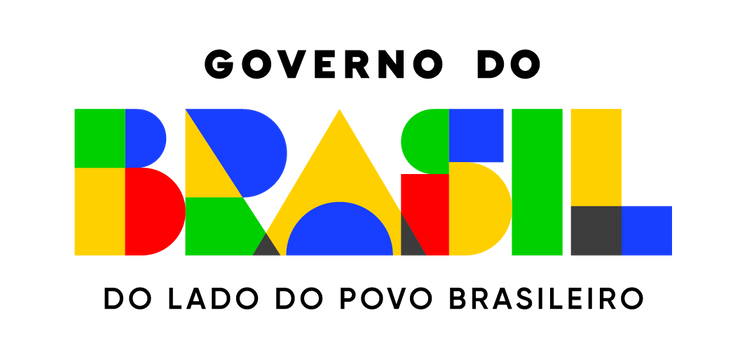 GOVERNO DO
BRASIL
DO LADO DO POVO BRASILEIRO